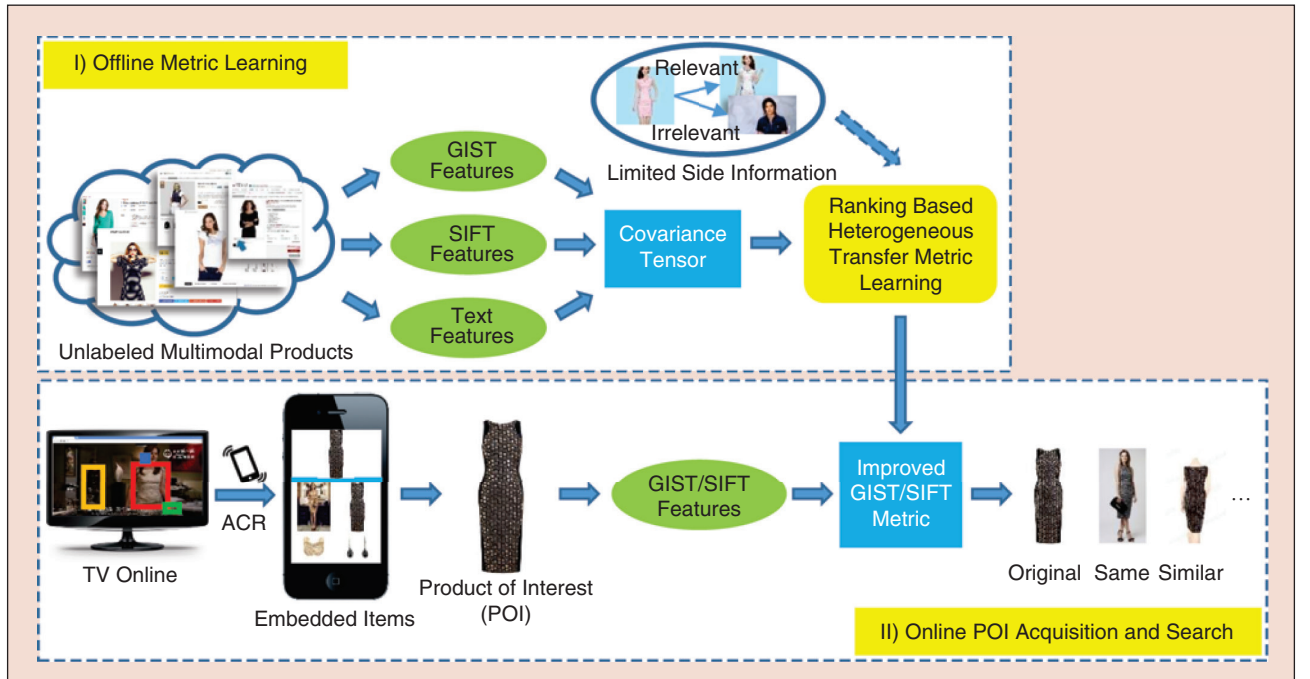 I) Offline Metric Learning
Relevant
Irrelevant
Limited Side Information
GIST
Features
SIFT
Features
Text
Features
Covariance
Tensor
Ranking Based
Heterogeneous
Transfer Metric
Learning
Unlabeled Multimodal Products
TV Online
ACR
Embedded Items
Product of Interest
(POI)
GIST/SIFT
Features
Improved
GIST/SIFT
Metric
Original Same Similar
...
II) Online POI Acquisition and Search